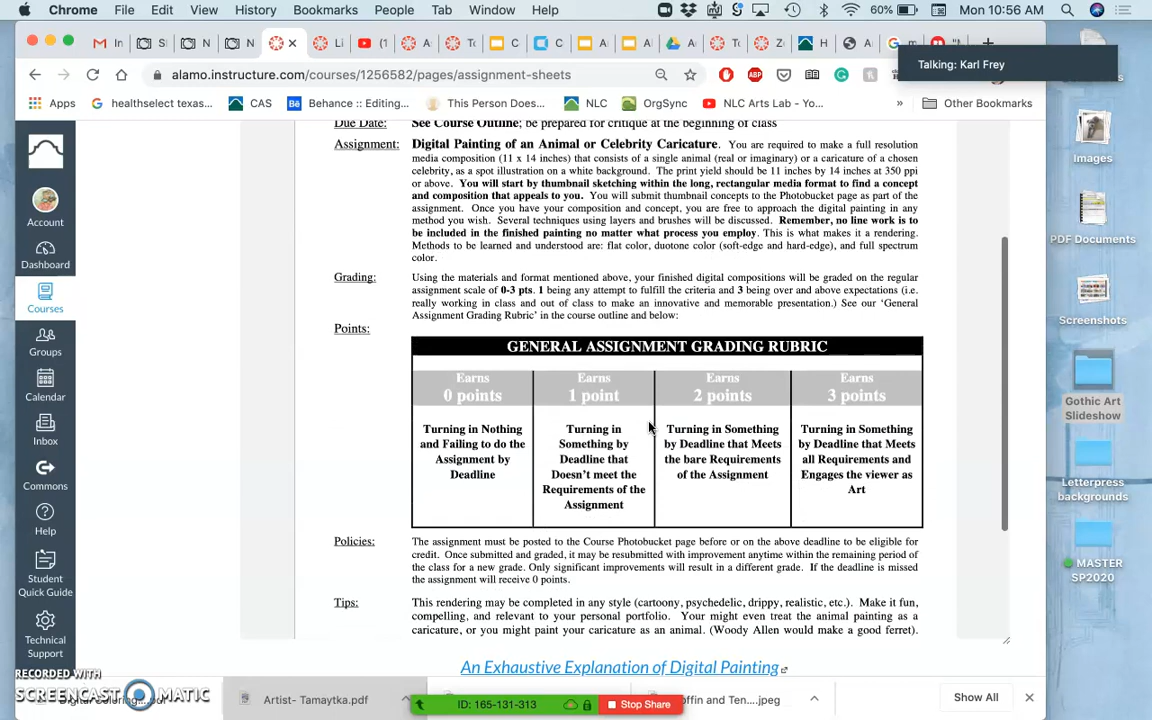 Chrome File Edit View History Bookmarks People Tab Window Help 60% Mon 10:56 AM
Talking: Karl Frey
alamo.instructure.com/courses/1256582/pages/assignment-sheets
Apps healthselect texas... CAS Behance :: Editing... This Person Does... NLC OrgSync NLC Arts Lab - Yo... » Other Bookmarks
Due Date: See Course Outline; be prepared for critique at the beginning of class
Assignment: Digital Painting of an Animal or Celebrity Caricature. You are required to make a full resolution
media composition (11 x 14 inches) that consists of a single animal (real or imaginary) or a caricature of a chosen
celebrity, as a spot illustration on a white background. The print yield should be 11 inches by 14 inches at 350 ppi
or above. You will start by thumbnail sketching within the long, rectangular media format to find a concept
and composition that appeals to you. You will submit thumbnail concepts to the Photobucket page as part of the
assignment. Once you have your composition and concept, you are free to approach the digital painting in any
method you wish. Several techniques using layers and brushes will be discussed. Remember, no line work is to
be included in the finished painting no matter what process you employ. This is what makes it a rendering.
Methods to be learned and understood are: flat color, duotone color (soft-edge and hard-edge), and full spectrum
color.
Grading: Using the materials and format mentioned above, your finished digital compositions will be graded on the regular
assignment scale of 0-3 pts. 1 being any attempt to fulfill the criteria and 3 being over and above expectations (i.e.
really working in class and out of class to make an innovative and memorable presentation.) See our 'General
Assignment Grading Rubric' in the course outline and below:
Points:
GENERAL ASSIGNMENT GRADING RUBRIC
Earns
0 points
Earns
1 point
Earns
2 points
Earns
3 points
Turning in Nothing
and Failing to do the
Assignment by
Deadline
Turning in
Something by
Deadline that
Doesn't meet the
Requirements of the
Assignment
Turning in Something
by Deadline that Meets
the bare Requirements
of the Assignment
Turning in Something
by Deadline that Meets
all Requirements and
Engages the viewer as
Art
Policies: The assignment must be posted to the Course Photobucket page before or on the above deadline to be eligible for
credit. Once submitted and graded, it may be resubmitted with improvement anytime within the remaining period of
the class for a new grade. Only significant improvements will result in a different grade. If the deadline is missed
the assignment will receive 0 points.
Tips: This rendering may be completed in any style (cartoony, psychedelic, drippy, realistic, etc.). Make it fun,
compelling, and relevant to your personal portfolio. Your might even treat the animal painting as a
caricature, or you might paint your caricature as an animal. (Woody Allen would make a good ferret).
An Exhaustive Explanation of Digital Painting
Account
Dashboard
Courses
Groups
Calendar
Inbox
Commons
Help
Student
Quick Guide
Technical
Support
Images
PDF Documents
Screenshots
Gothic Art
Slideshow
Letterpress
backgrounds
MASTER
SP2020
RECORDED WITH
SCREENCAST MATIC
Artist- Tamaytka.pdf
ID: 165-131-313 Stop Share
offin and Ten....jpeg
Show All